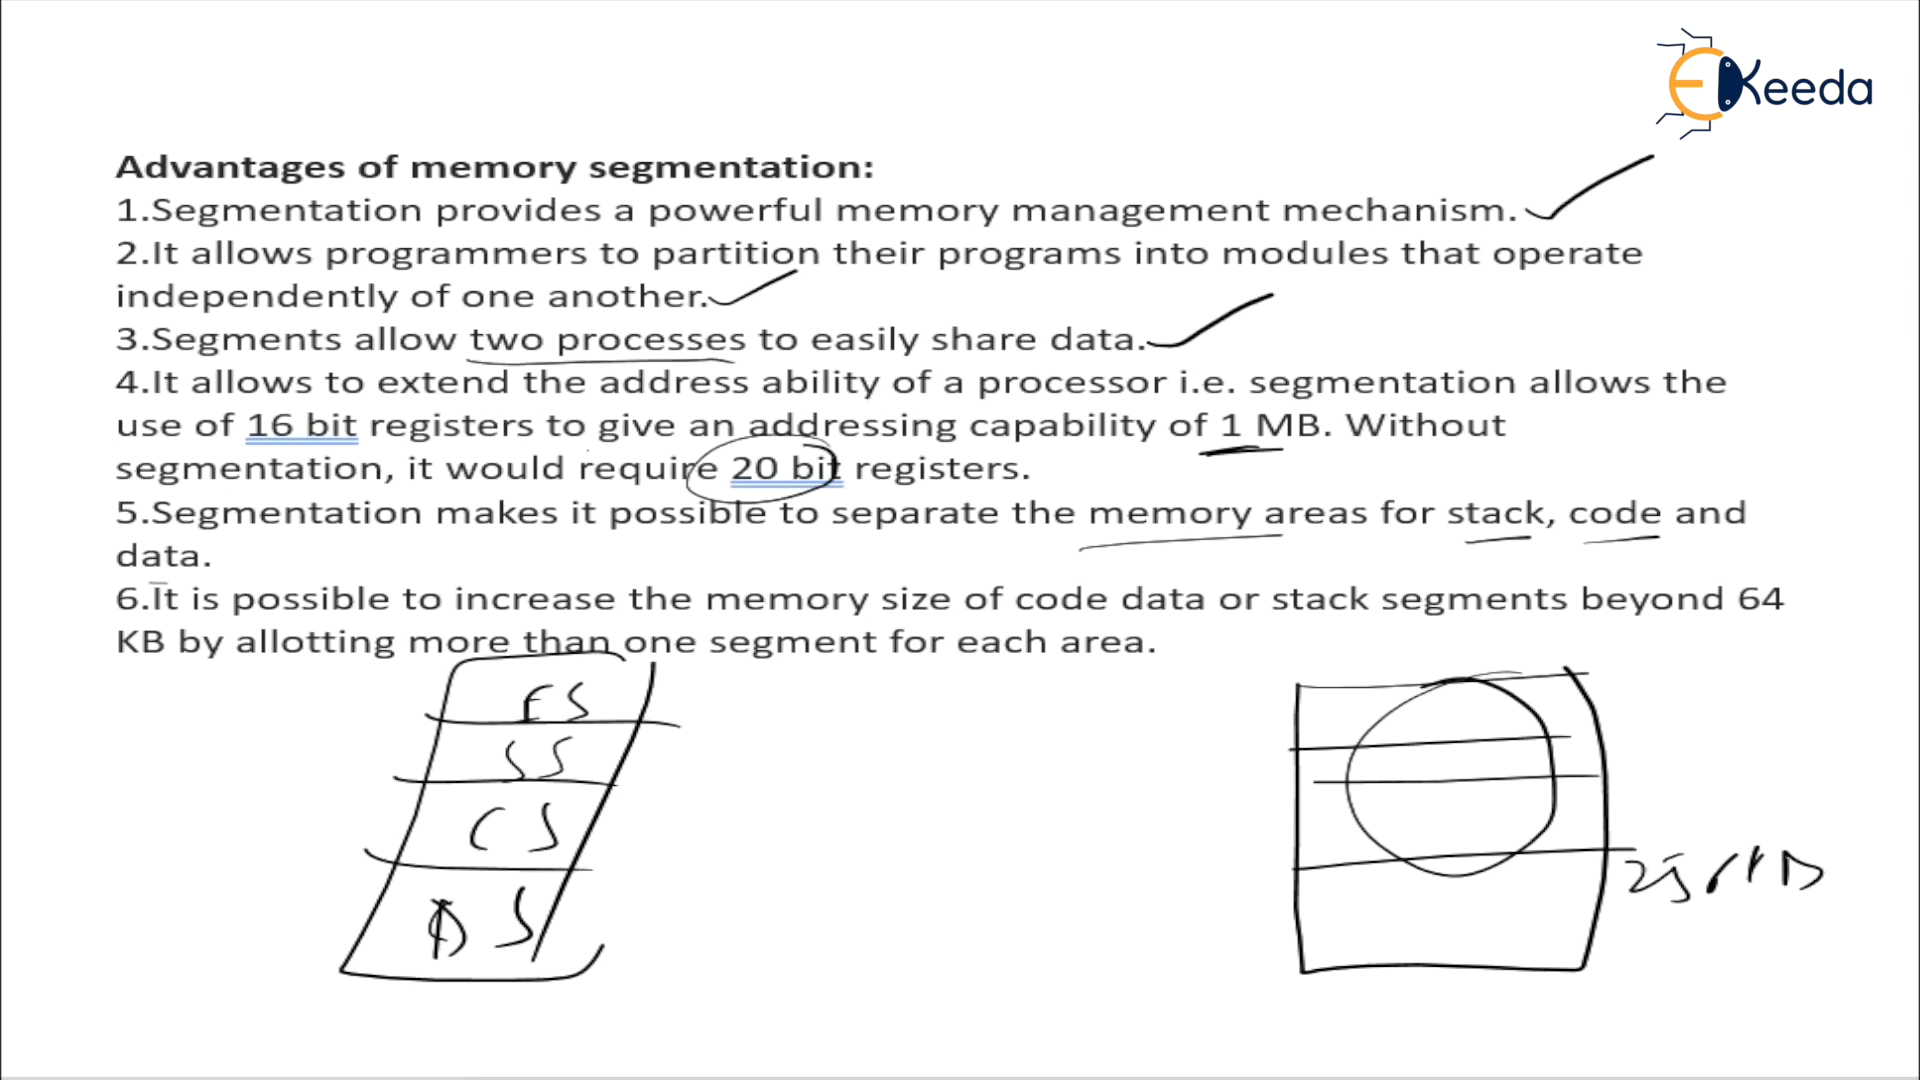 EKeeda
Advantages of memory segmentation:
1.Segmentation provides a powerful memory management mechanism.
2.It allows programmers to partition their programs into modules that operate
independently of one another.
3.Segments allow two processes to easily share data.
4.It allows to extend the address ability of a processor i.e. segmentation allows the
use of 16 bit registers to give an addressing capability of 1 MB. Without
segmentation, it would require 20 bit registers.
5.Segmentation makes it possible to separate the memory areas for stack, code and
data.
6.It is possible to increase the memory size of code data or stack segments beyond 64
KB by allotting more than one segment for each area.
ES
SS
CS
DS